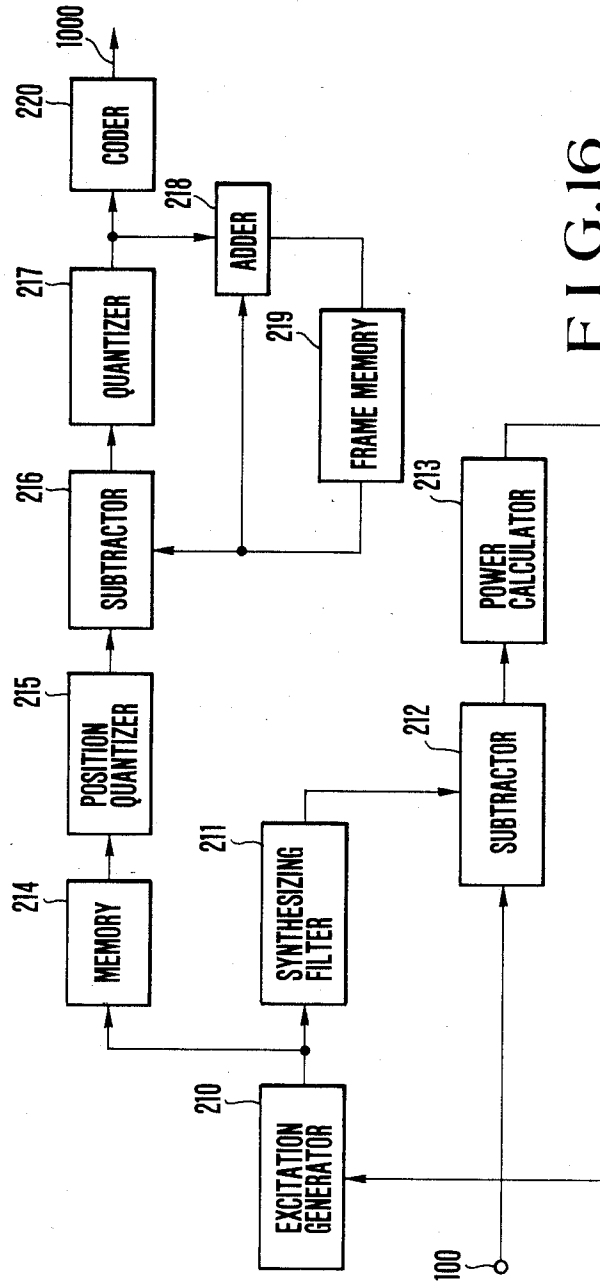 1000
220
CODER
217
QUANTIZER
218
ADDER
219
FRAME MEMORY
216
SUBTRACTOR
215
POSITION
QUANTIZER
214
MEMORY
213
POWER
CALCULATOR
212
SUBTRACTOR
211
SYNTHESIZING
FILTER
210
EXCITATION
GENERATOR
100
FIG.16